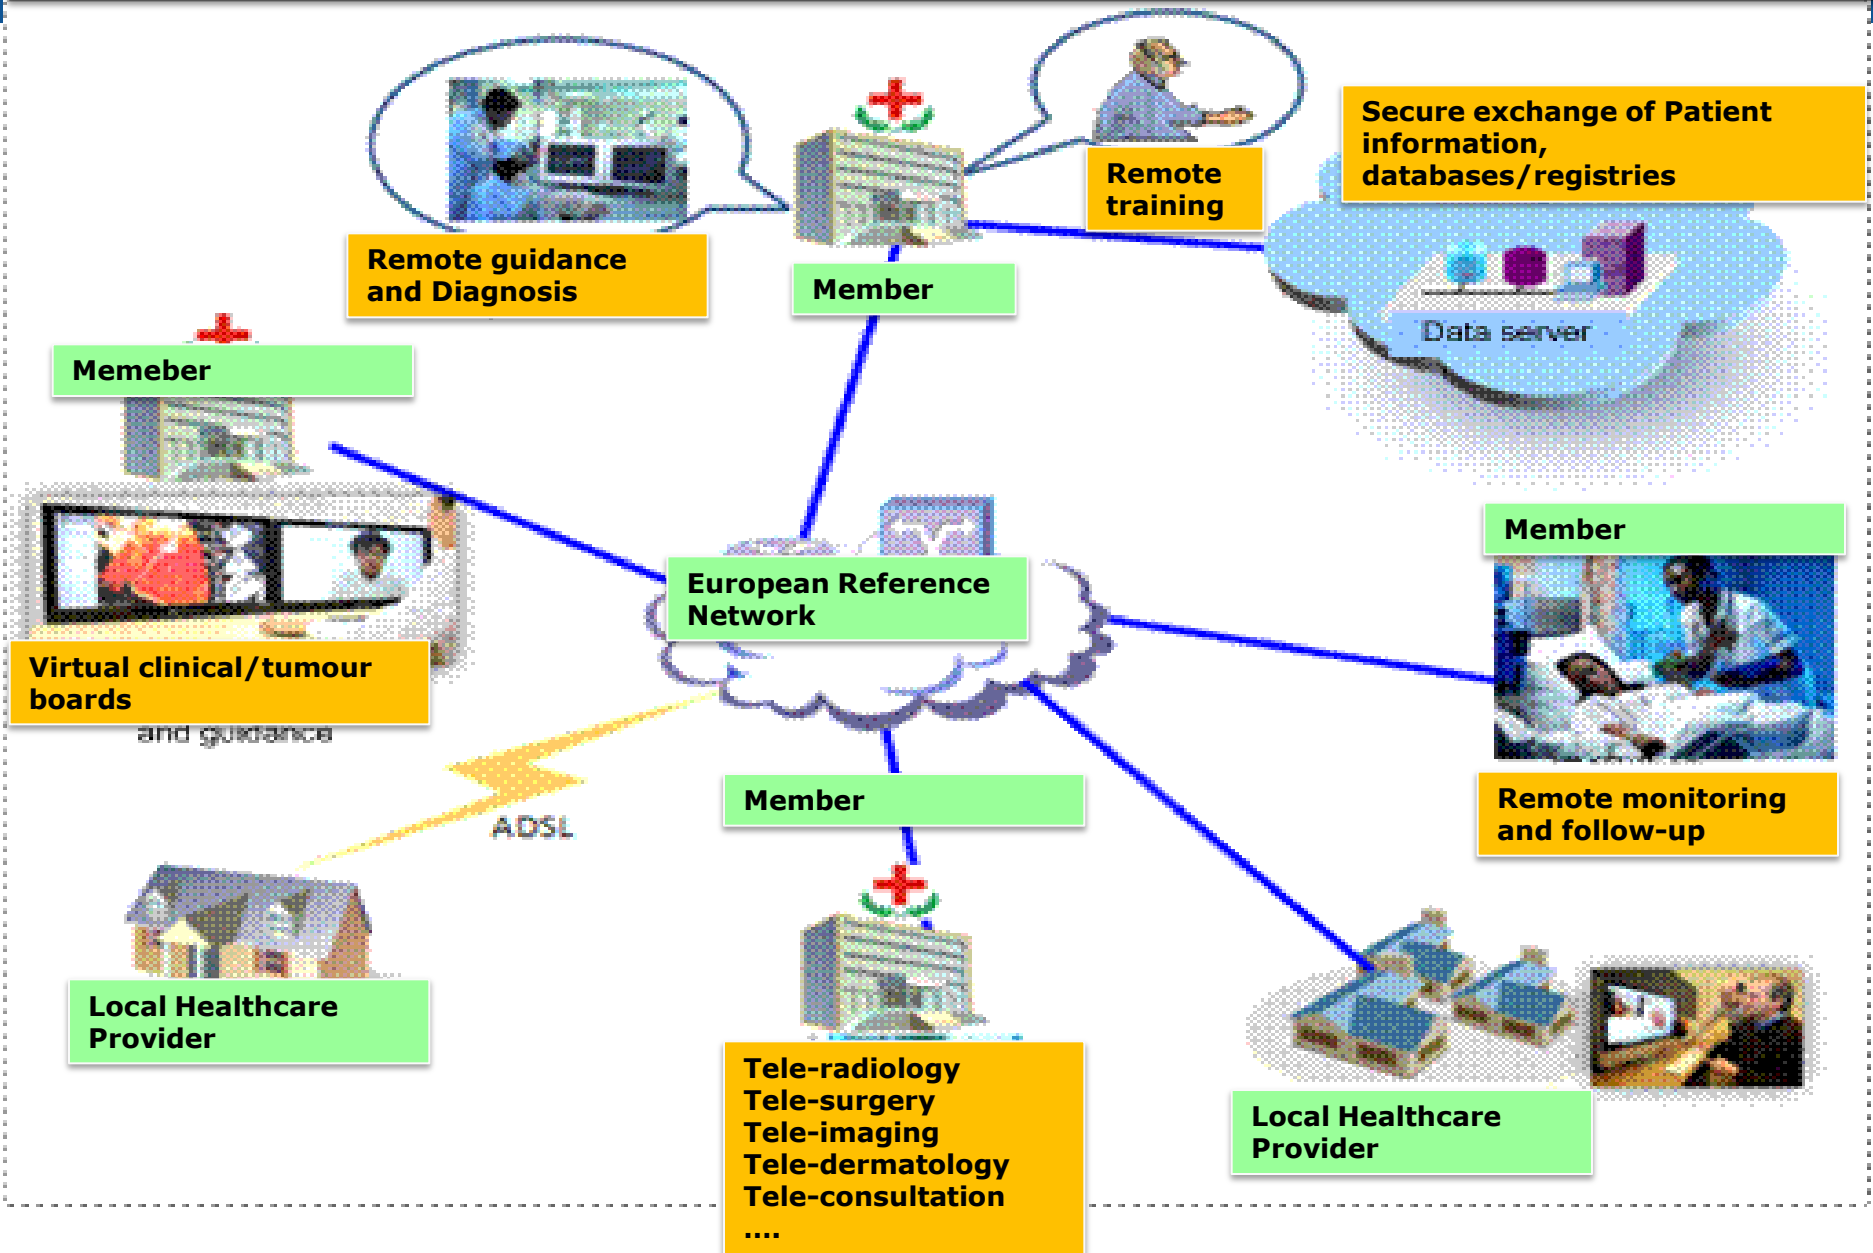 Secure exchange of Patient
information,
databases/registries
Remote
training
Remote guidance
and Diagnosis
Member
Data server
Memeber
Member
European Reference
Network
Virtual clinical/tumour
boards
and guidance
ADSL
Member
Remote monitoring
and follow-up
Local Healthcare
Provider
Tele-radiology
Tele-surgery
Tele-imaging
Tele-dermatology
Tele-consultation
....
Local Healthcare
Provider